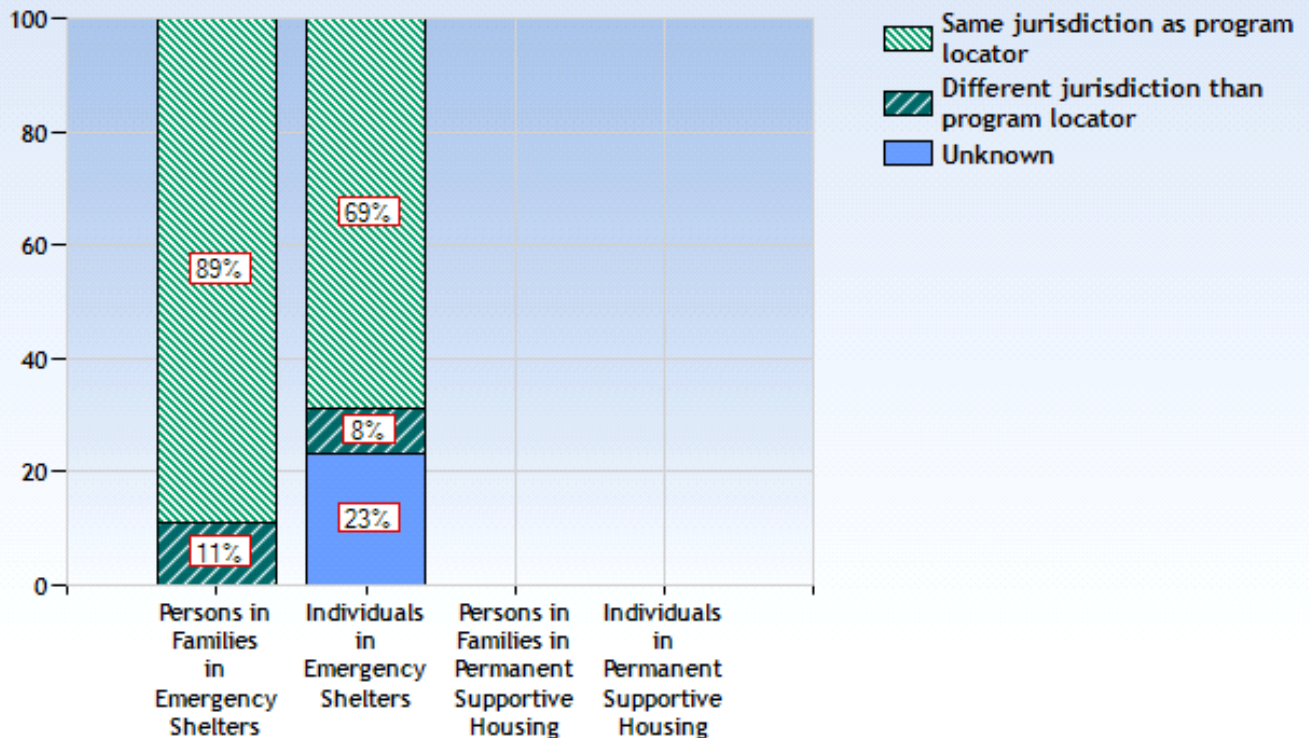 100
80
60
40
20
0
89%
11%
69%
8%
23%
Persons in
Families
in
Emergency
Shelters
Individuals
in
Emergency
Shelters
Persons in
Families in
Permanent
Supportive
Housing
Individuals
in
Permanent
Supportive
Housing
Same jurisdiction as program
locator
Different jurisdiction than
program locator
Unknown